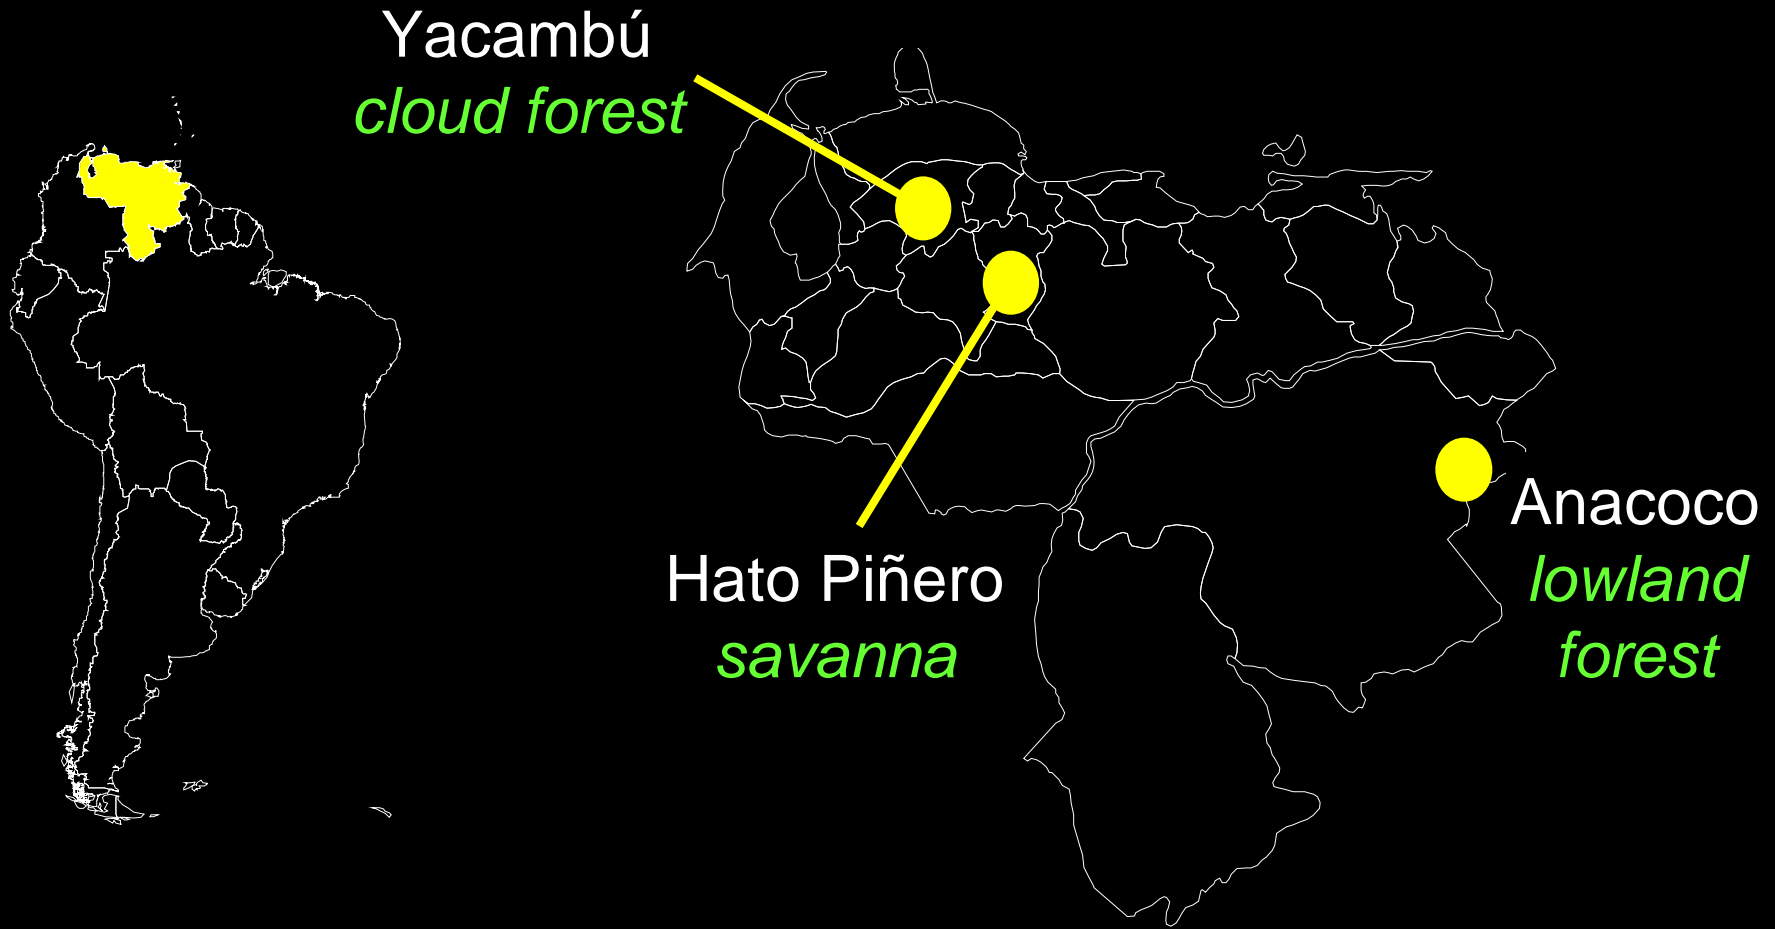 Yacambú
cloud forest
Hato Piñero
savanna
Anacoco
lowland
forest